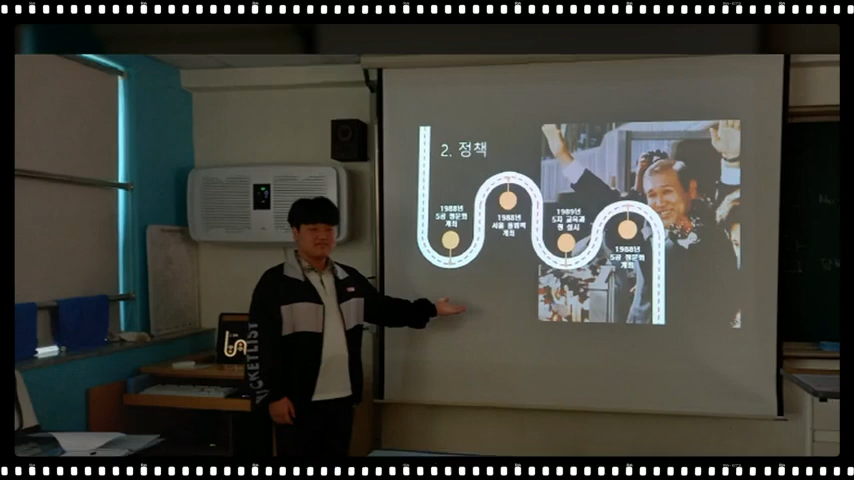 2. 정책
1988년
5공 청문회
개최
1988년
서울 올림픽
개최
1989년
5차 교육과
정 실시
1988년
5공 청문회
개최